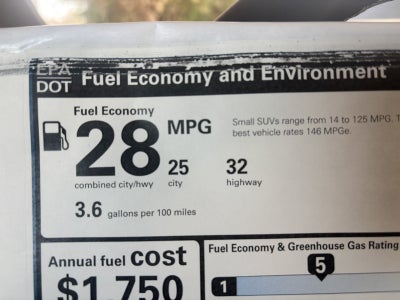 EPA
DOT Fuel Economy and Environment
Fuel Economy
28 MPG
Small SUVs range from 14 to 125 MPG. T
best vehicle rates 146 MPGe.
25 32
combined city/hwy city highway
3.6 gallons per 100 miles
Annual fuel cost
$1,750
Fuel Economy & Greenhouse Gas Rating
1
5